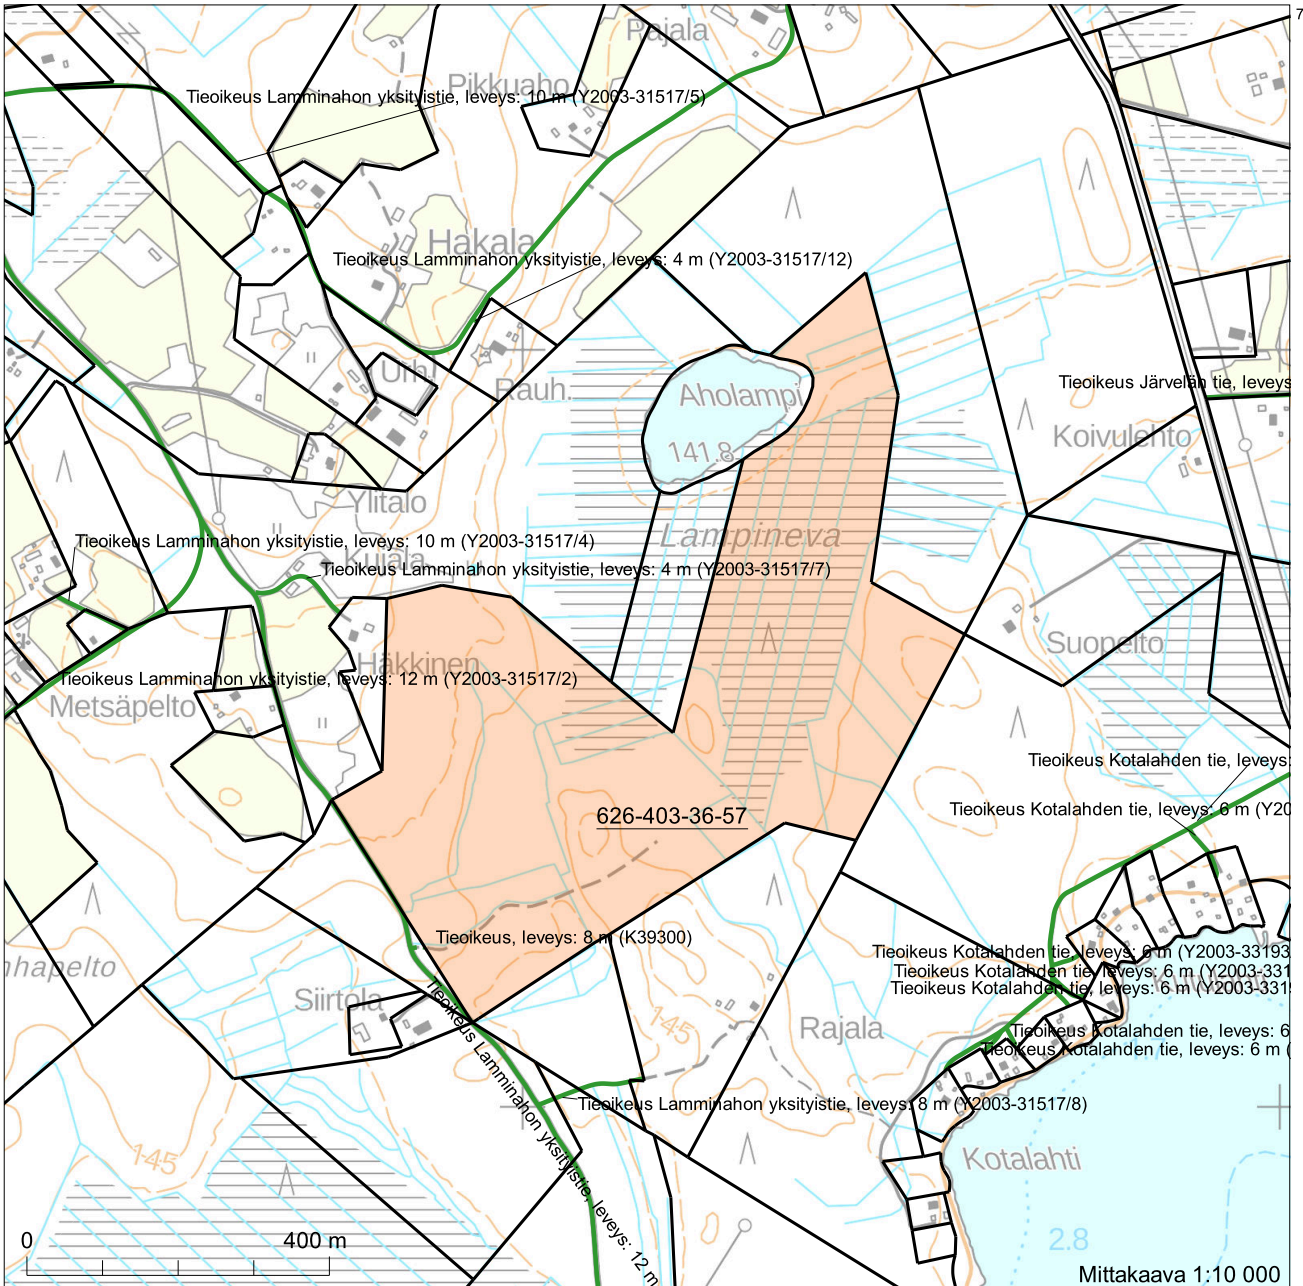 7
Rajala
Pikkuaho
Tieoikeus Lamminahon yksityistie, leveys: 10 m (Y2003-31517/5)
Hakala
Tieoikeus Lamminahon yksityistie, leveys: 4 m (Y2003-31517/12)
Urh.
Rauh.
Aholampi
Tieoikeus Järvelän tie, leveys
141.8
Koivulehto
Ylitalo
Lampineva
Tieoikeus Lamminahon yksityistie, leveys: 10 m (Y2003-31517/4)
Kujala
Tieoikeus Lamminahon yksityistie, leveys: 4 m (Y2003-31517/7)
Suopelto
Häkkinen
Tieoikeus Lamminahon yksityistie, leveys: 12 m (Y2003-31517/2)
Metsäpelto
Tieoikeus Kotalahden tie, leveys:
Tieoikeus Kotalahden tie, leveys: 6 m (Y20
626-403-36-57
Tieoikeus, leveys: 8 m (K39300)
Tieoikeus Kotalahden tie, leveys: 6 m (Y2003-33193
nhapelto
Tieoikeus Kotalahden tie, leveys: 6 m (Y2003-331
Tieoikeus Kotalahden tie, leveys: 6 m (Y2003-331
Siirtola
145
Rajala
Tieoikeus Kotalahden tie, leveys: 6
Tieoikeus Kotalahden tie, leveys: 6 m (
Tieoikeus Lamminahon yksityistie, leveys: 12 m
Tieoikeus Lamminahon yksityistie, leveys: 8 m (Y2003-31517/8)
145
Kotalahti
2.8
0 400 m
Mittakaava 1:10 000